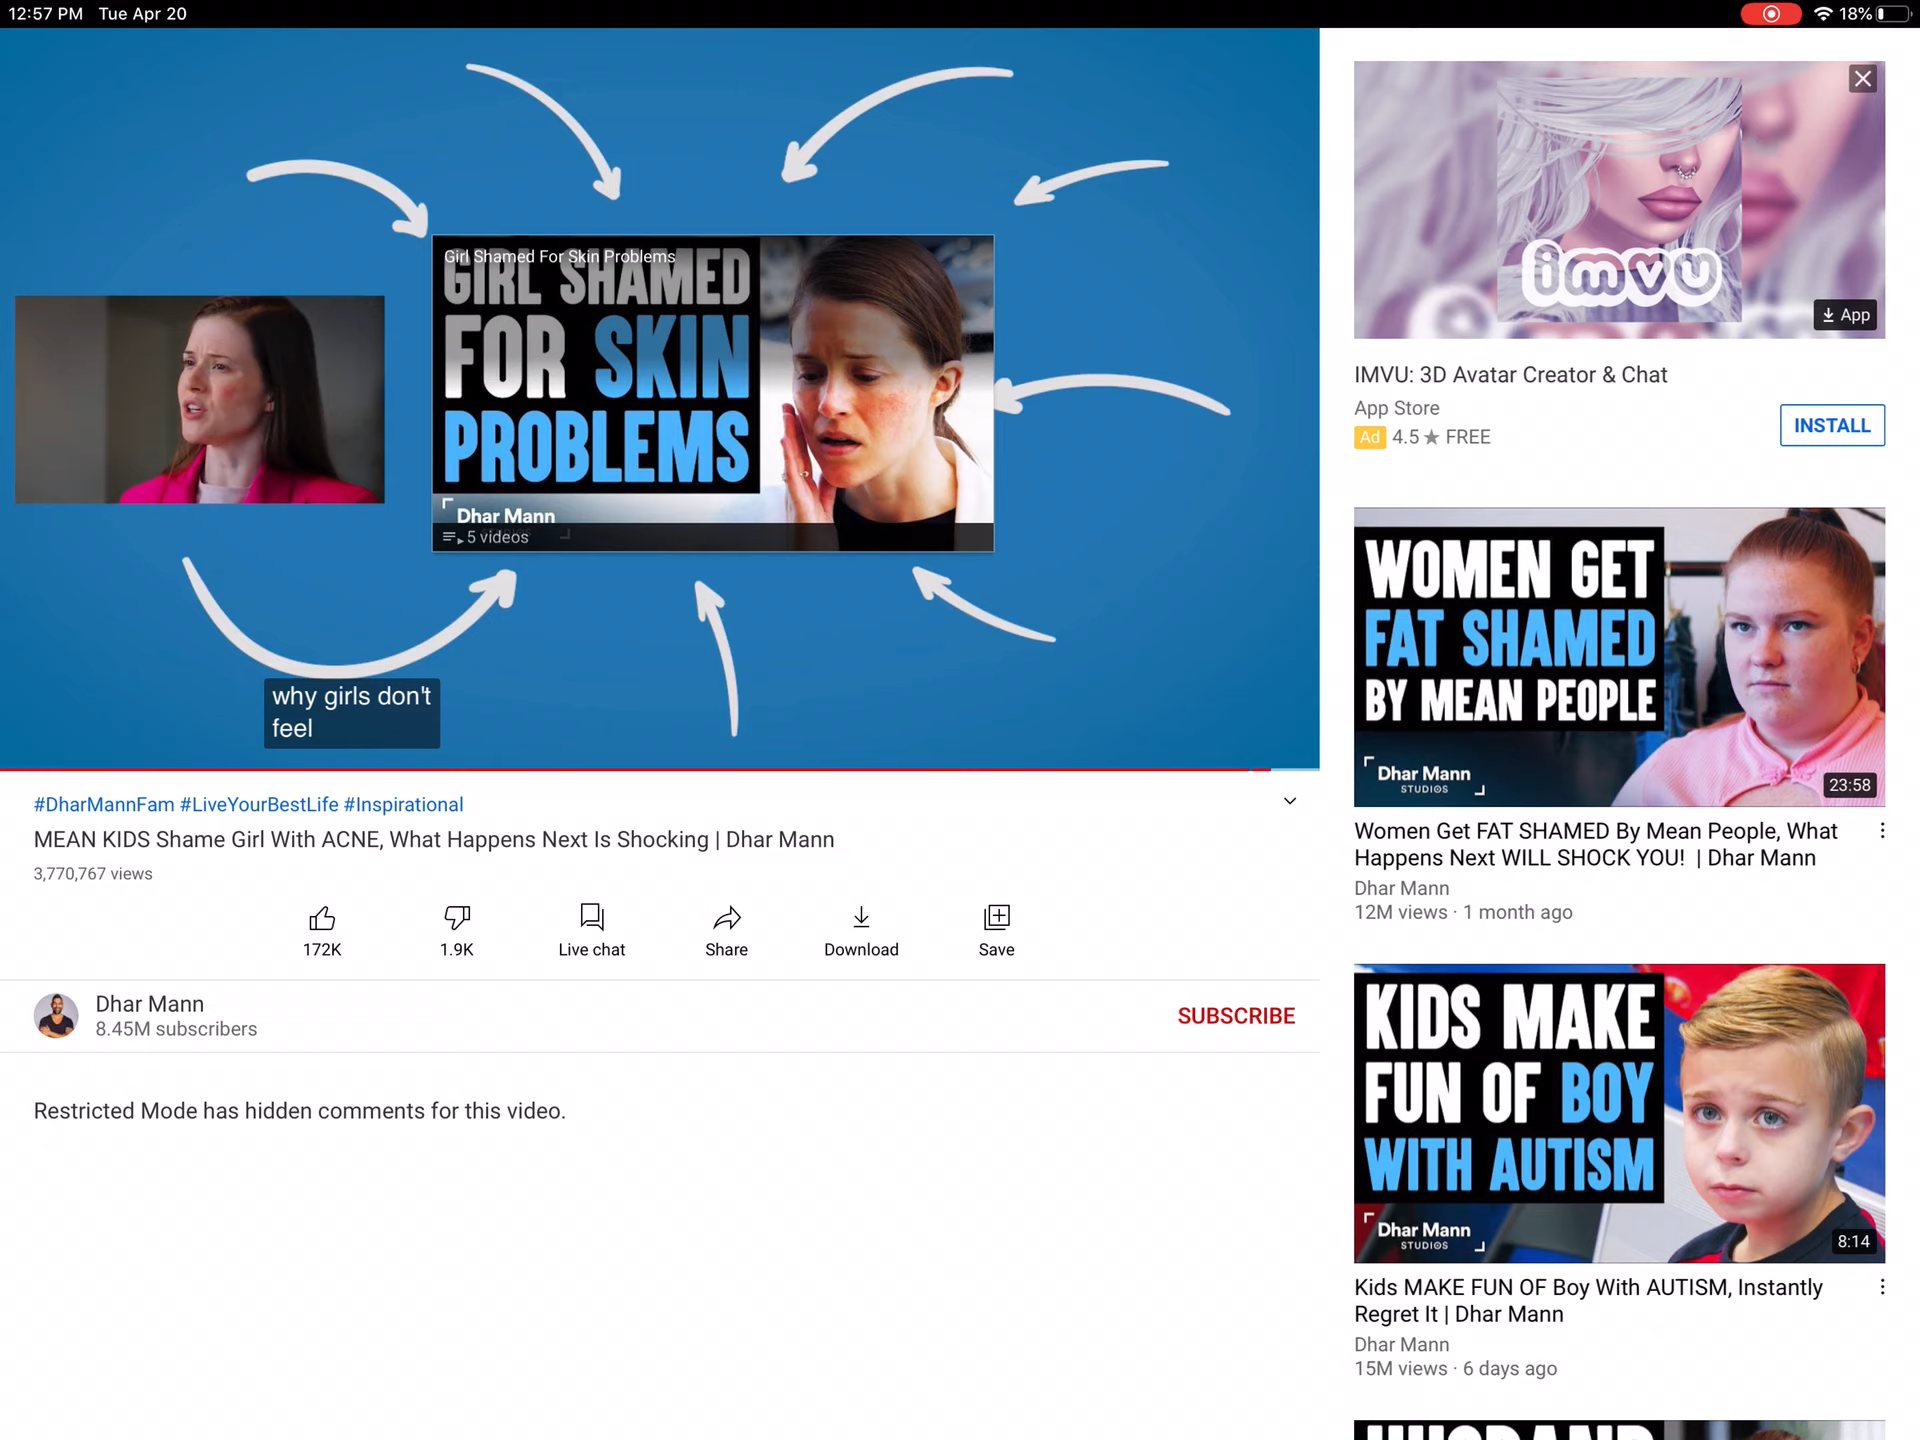 12:57 PM Tue Apr 20
18%
Girl Shamed For Skin Problems
GIRL SHAMED
FOR SKIN
PROBLEMS
Dhar Mann
5 videos
why girls don't
feel
#DharMannFam #LiveYourBestLife #Inspirational
MEAN KIDS Shame Girl With ACNE, What Happens Next Is Shocking | Dhar Mann
3,770,767 views
172K
1.9K
Live chat
Share
Download
Save
Dhar Mann
8.45M subscribers
SUBSCRIBE
Restricted Mode has hidden comments for this video.
imvu
App
IMVU: 3D Avatar Creator & Chat
App Store
Ad 4.5 ★ FREE
INSTALL
WOMEN GET
FAT SHAMED
BY MEAN PEOPLE
Dhar Mann
STUDIOS
23:58
Women Get FAT SHAMED By Mean People, What
Happens Next WILL SHOCK YOU! | Dhar Mann
Dhar Mann
12M views · 1 month ago
KIDS MAKE
FUN OF BOY
WITH AUTISM
Dhar Mann
STUDIOS
8:14
Kids MAKE FUN OF Boy With AUTISM, Instantly
Regret It | Dhar Mann
Dhar Mann
15M views · 6 days ago
HUSBAND